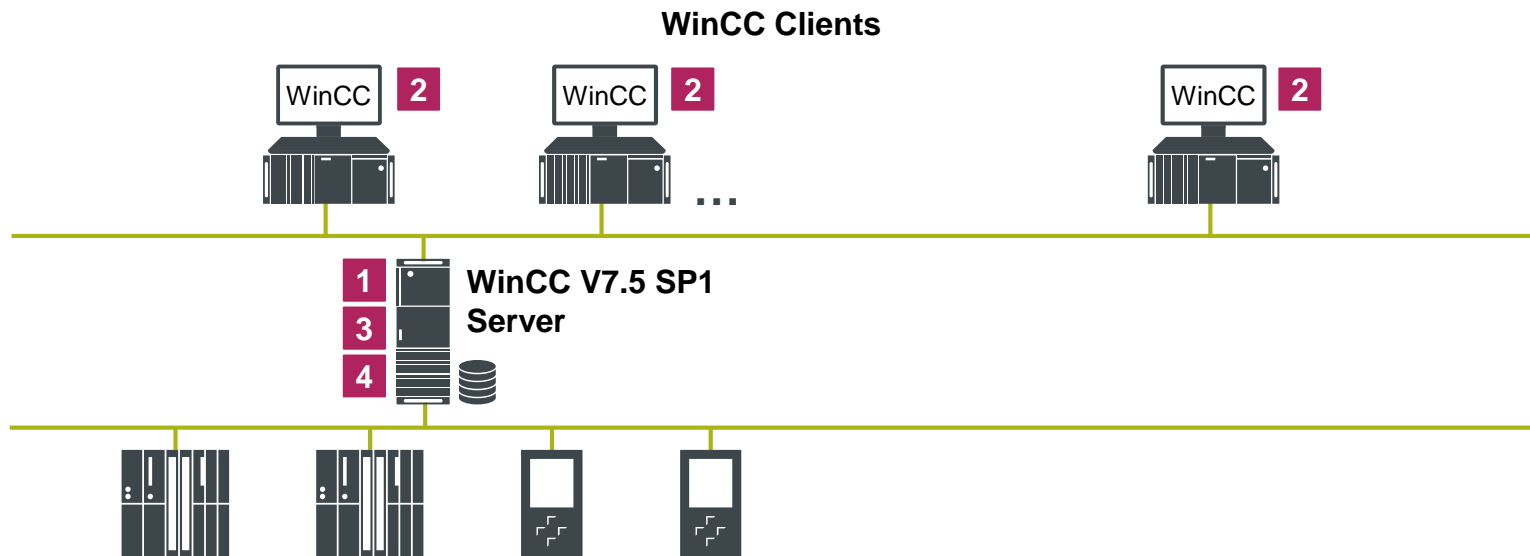 WinCC Clients
WinCC 2
WinCC 2
WinCC 2
...
1
WinCC V7.5 SP1
3
Server
4